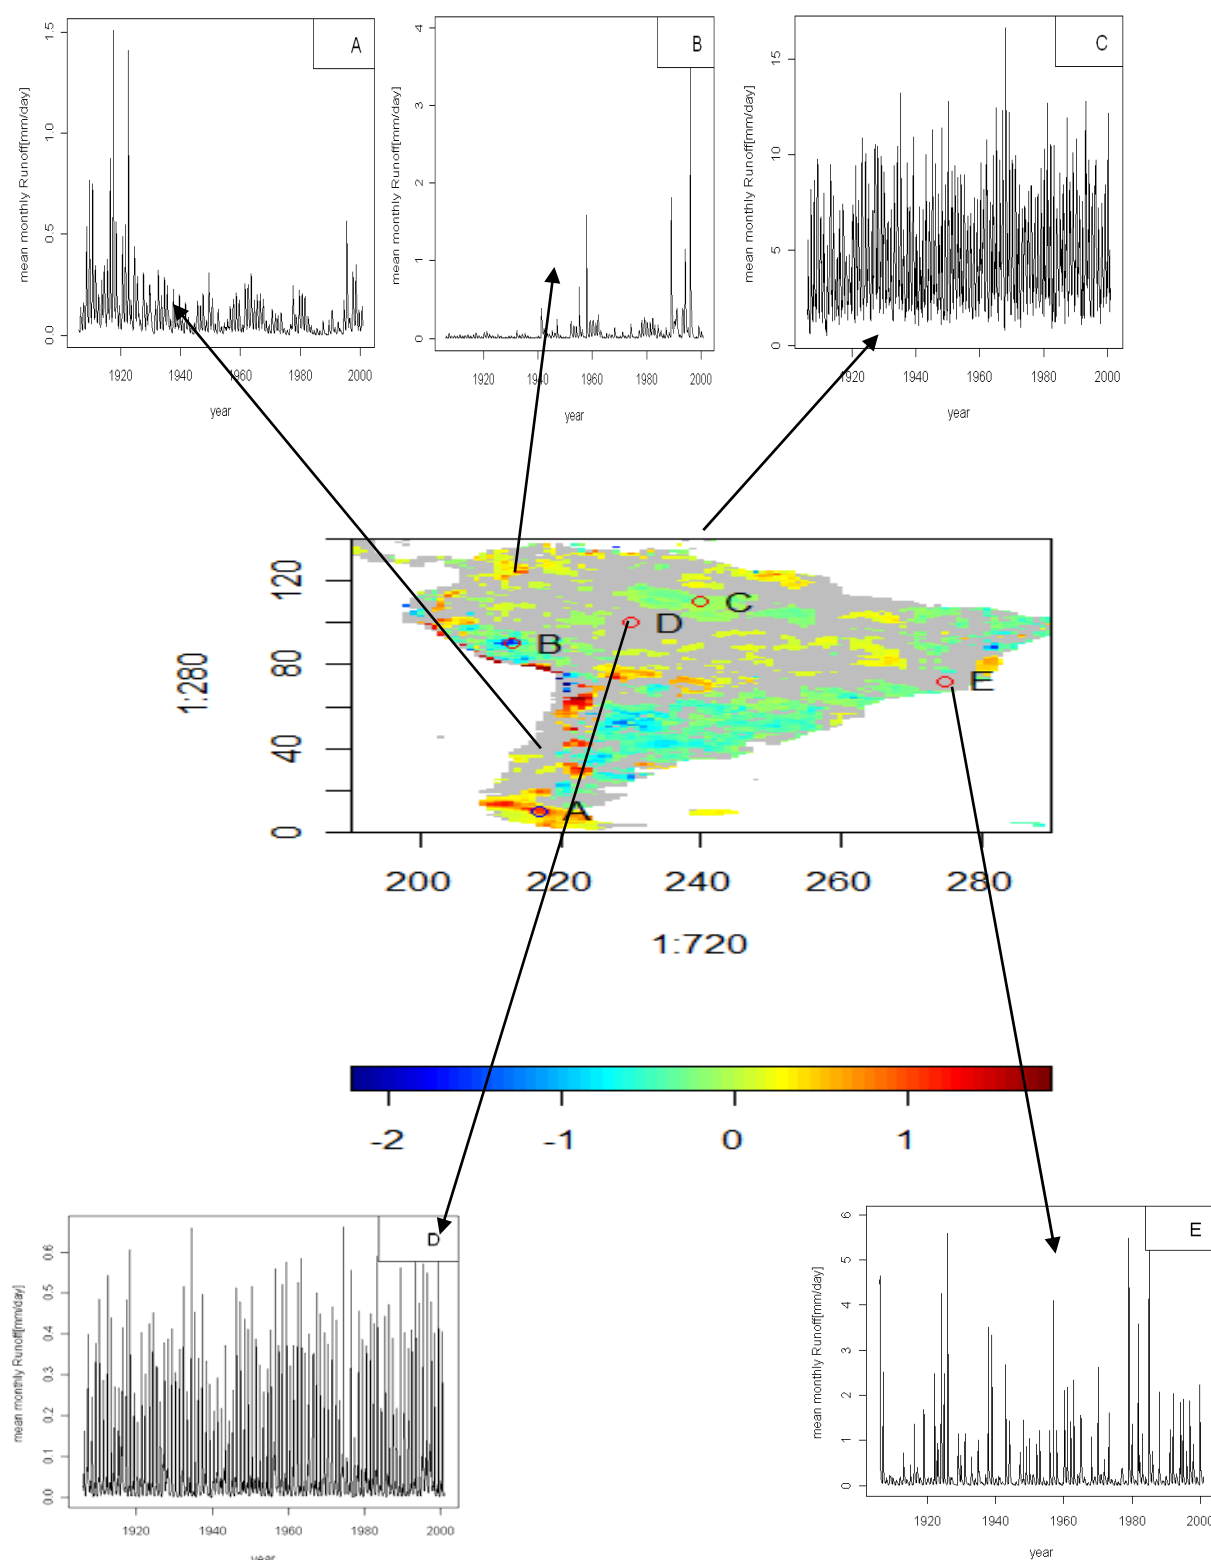 A
mean monthly Runoff[mm/day]
1.5
1.0
0.5
0.0
1920 1940 1960 1980 2000
year
B
mean monthly Runoff[mm/day]
4
3
2
1
0
1920 1940 1960 1980 2000
year
C
mean monthly Runoff[mm/day]
15
10
5
0
1920 1940 1960 1980 2000
year
1:280
120
80
40
0
C
D
B
E
A
200 220 240 260 280
1:720
-2 -1 0 1
D
mean monthly Runoff[mm/day]
0.6
0.5
0.4
0.3
0.2
0.1
0.0
1920 1940 1960 1980 2000
year
E
mean monthly Runoff[mm/day]
6
5
4
3
2
1
0
1920 1940 1960 1980 2000
year